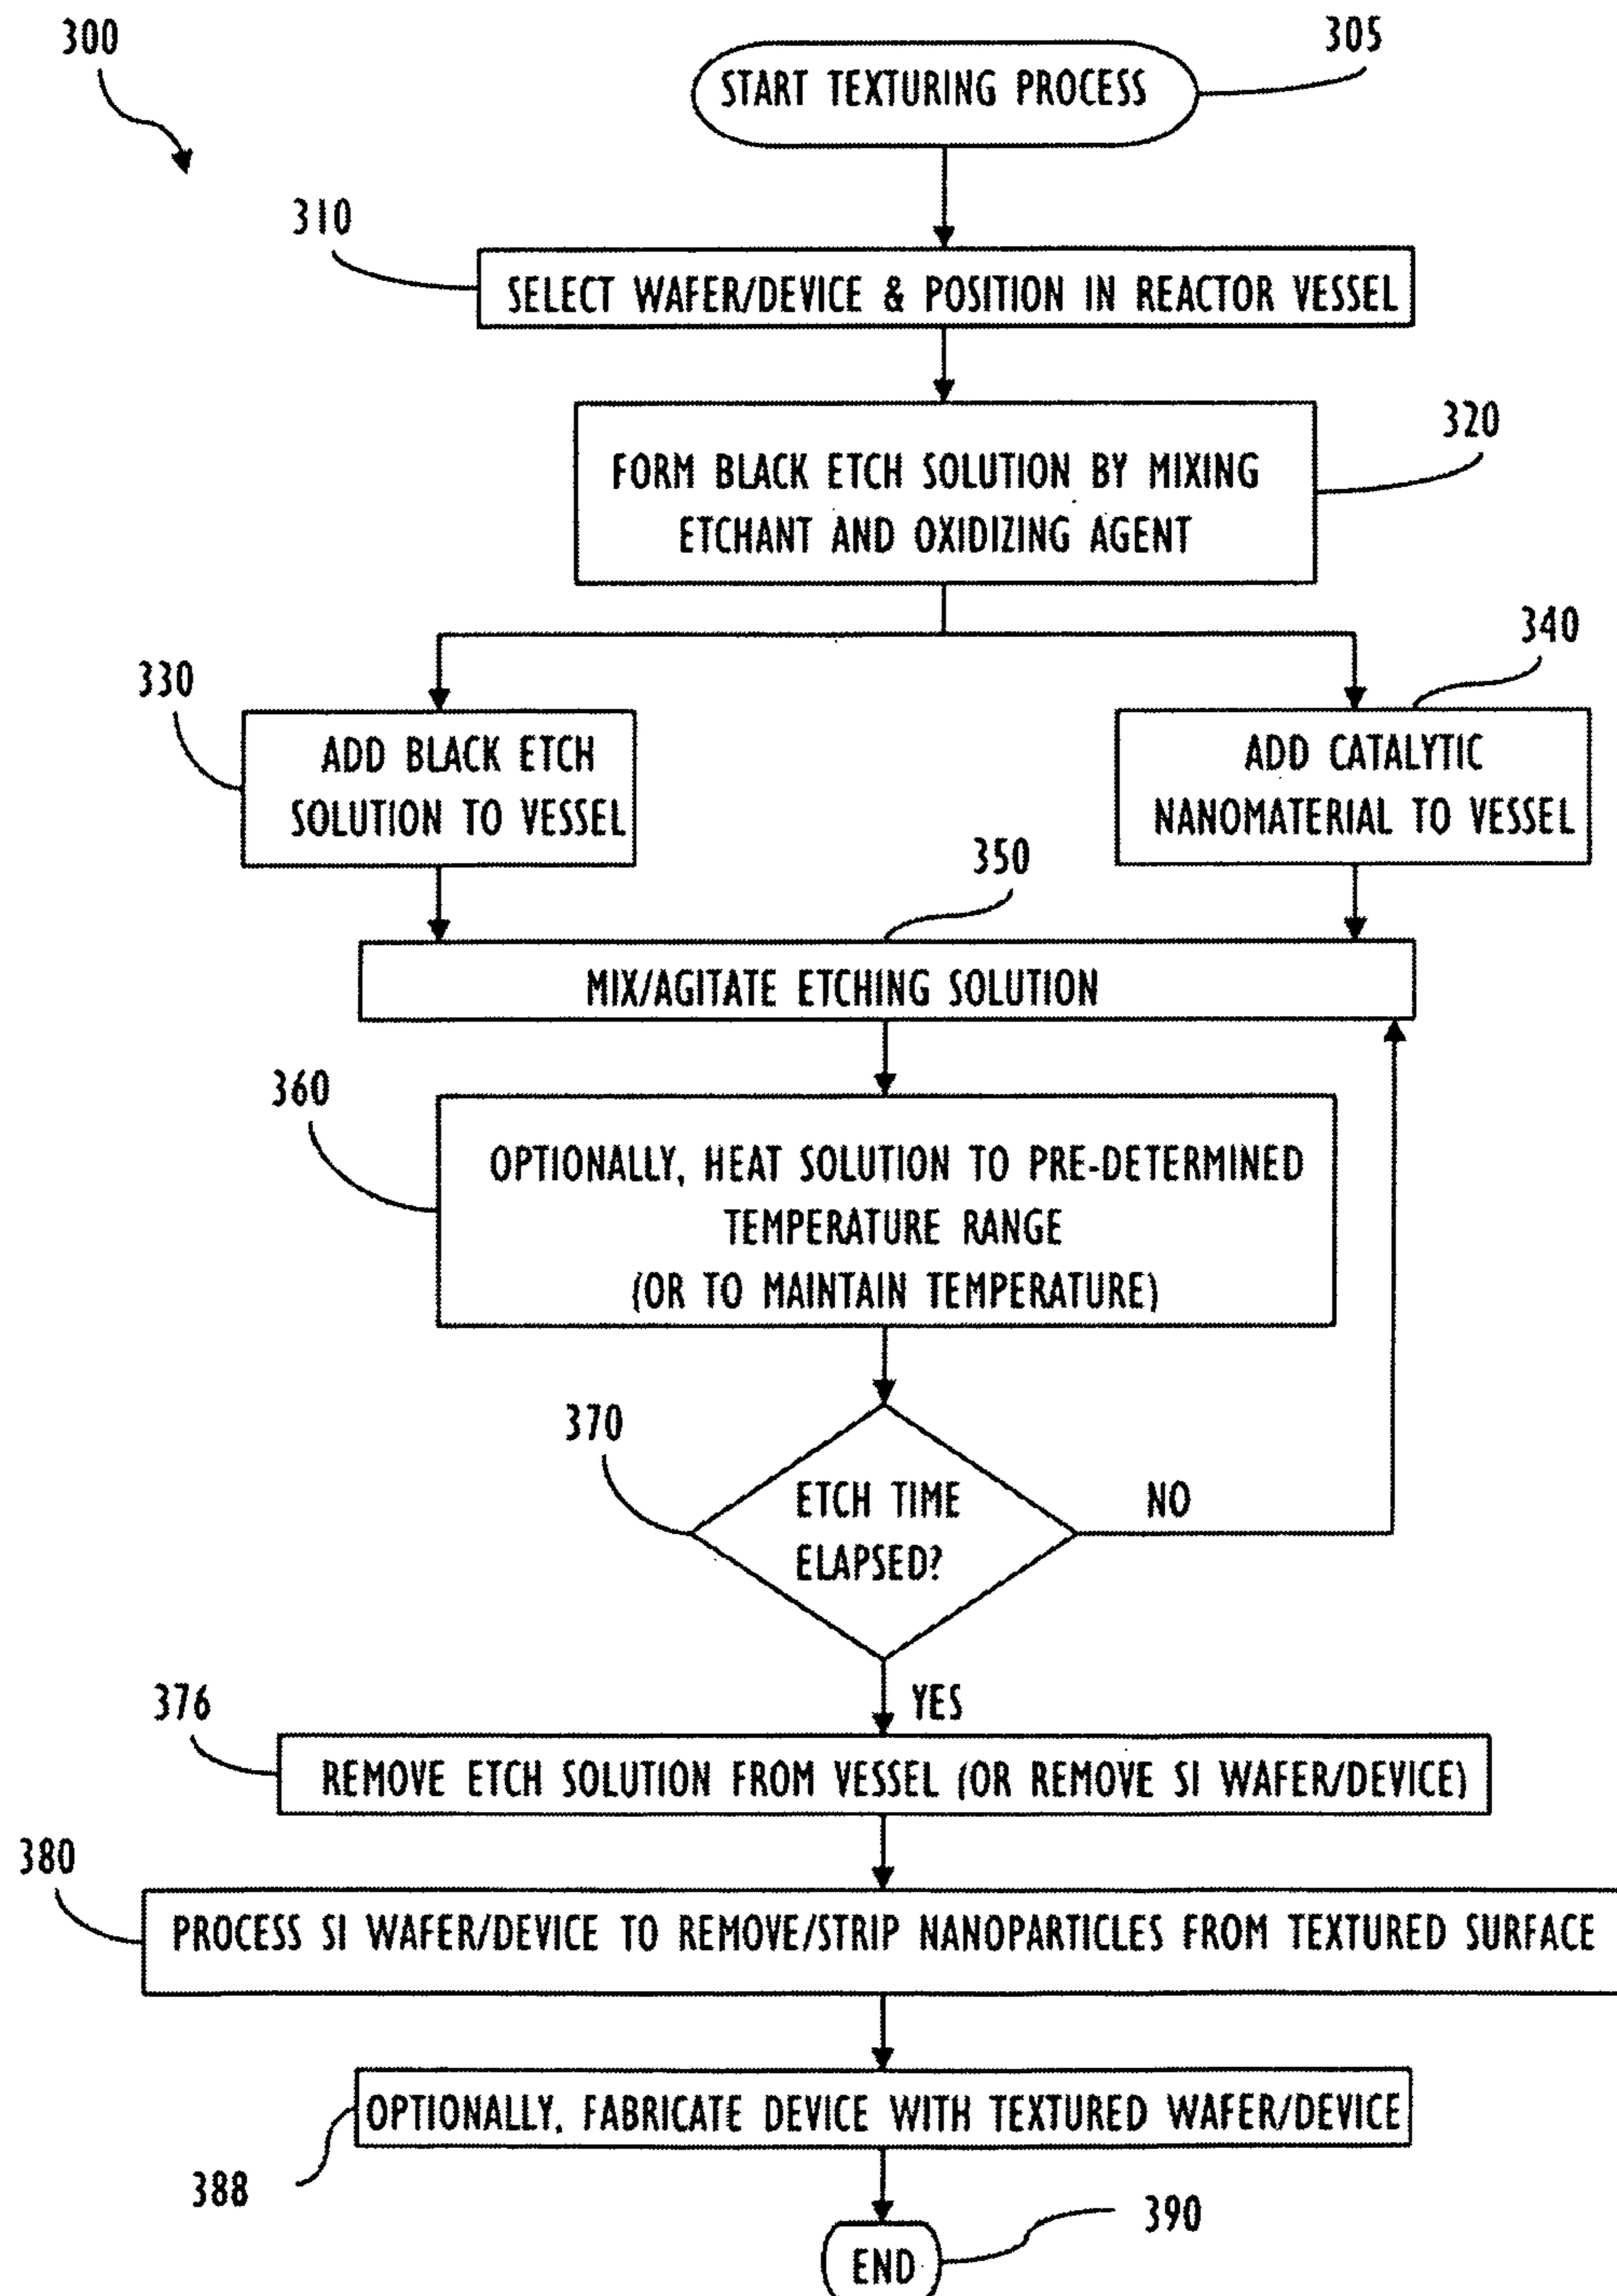 300
305
START TEXTURING PROCESS
310
SELECT WAFER/DEVICE & POSITION IN REACTOR VESSEL
320
FORM BLACK ETCH SOLUTION BY MIXING
ETCHANT AND OXIDIZING AGENT
330
340
ADD BLACK ETCH
SOLUTION TO VESSEL
ADD CATALYTIC
NANOMATERIAL TO VESSEL
350
MIX/AGITATE ETCHING SOLUTION
360
OPTIONALLY, HEAT SOLUTION TO PRE-DETERMINED
TEMPERATURE RANGE
(OR TO MAINTAIN TEMPERATURE)
370
ETCH TIME
ELAPSED?
NO
YES
376
REMOVE ETCH SOLUTION FROM VESSEL (OR REMOVE SI WAFER/DEVICE)
380
PROCESS SI WAFER/DEVICE TO REMOVE/STRIP NANOPARTICLES FROM TEXTURED SURFACE
OPTIONALLY, FABRICATE DEVICE WITH TEXTURED WAFER/DEVICE
388
390
END